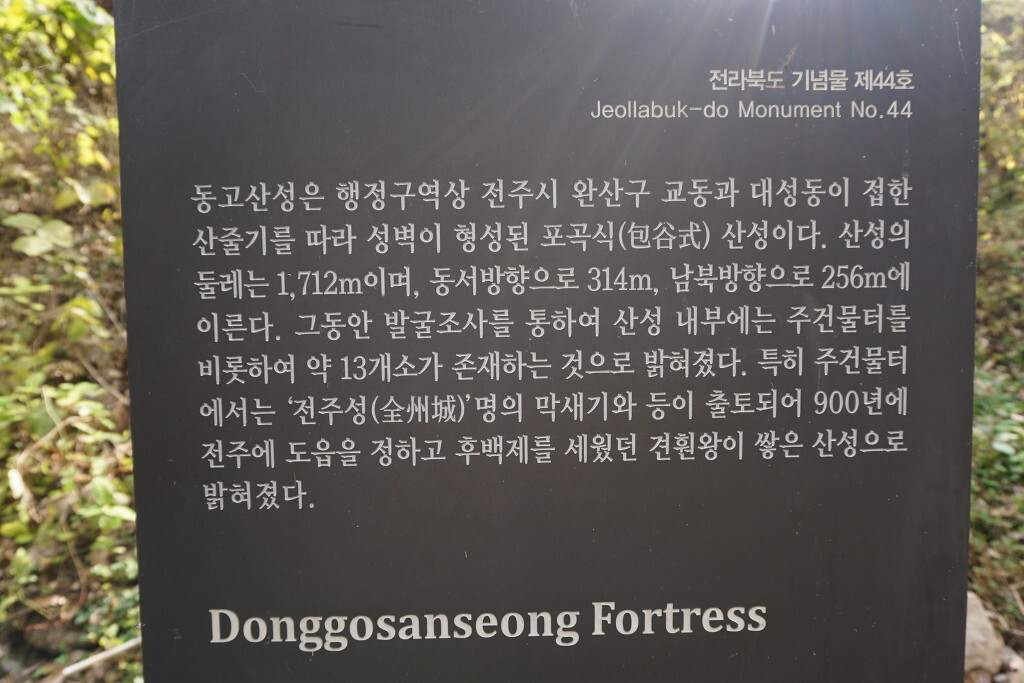 전라북도 기념물 제44호
Jeollabuk-do Monument No.44
동고산성은 행정구역상 전주시 완산구 교동과 대성동이 접한
산줄기를 따라 성벽이 형성된 포곡식(包谷式) 산성이다. 산성의
둘레는 1,712m이며, 동서방향으로 314m, 남북방향으로 256m에
이른다. 그동안 발굴조사를 통하여 산성 내부에는 주건물터를
비롯하여 약 13개소가 존재하는 것으로 밝혀졌다. 특히 주건물터
에서는 ‘전주성(全州城)’명의 막새기와 등이 출토되어 900년에
전주에 도읍을 정하고 후백제를 세웠던 견훤왕이 쌓은 산성으로
밝혀졌다.
Donggosanseong Fortress